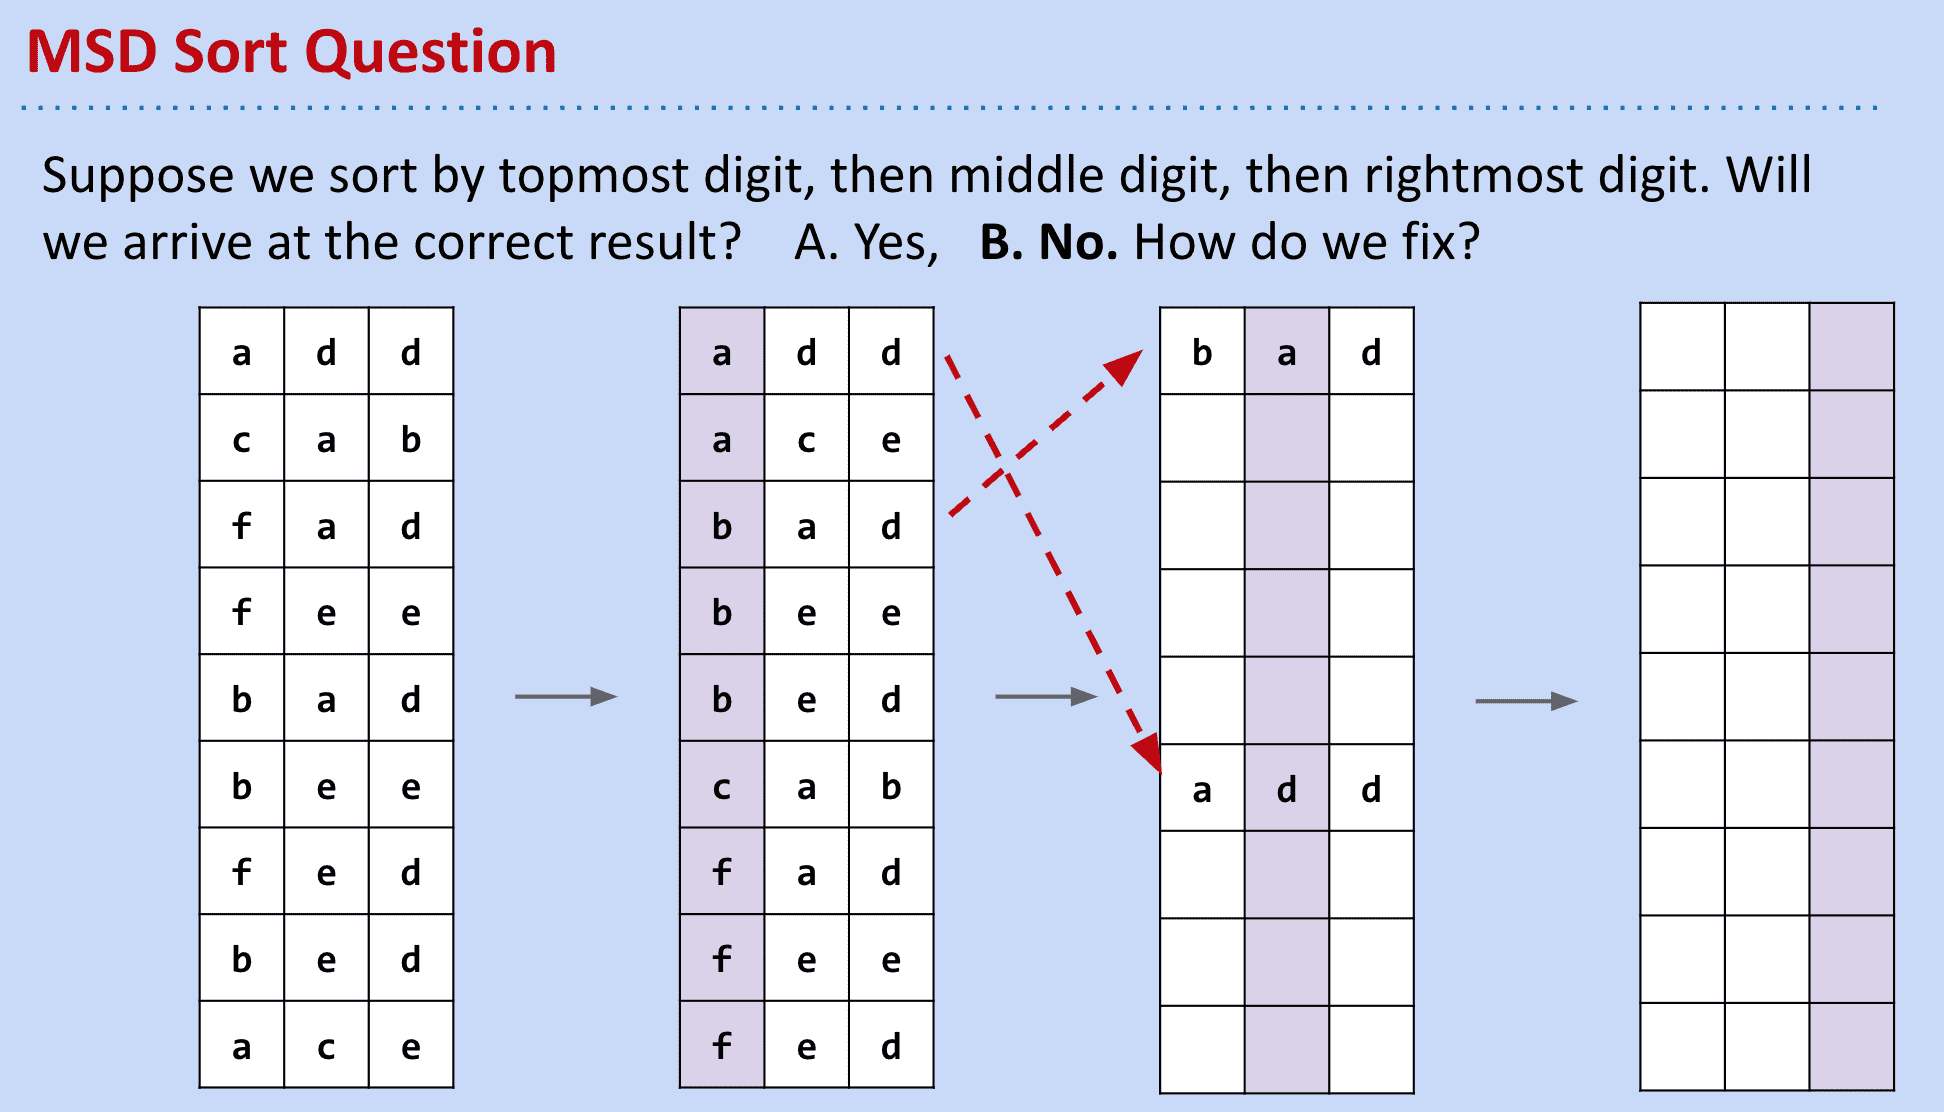 MSD Sort Question
Suppose we sort by topmost digit, then middle digit, then rightmost digit. Will
we arrive at the correct result? A. Yes, B. No. How do we fix?
a d d
c a b
f a d
f e e
b a d
b e e
f e d
b e d
a c e
a d d
a c e
b a d
b e e
b e d
c a b
f a d
f e e
f e d
b a d
a d d